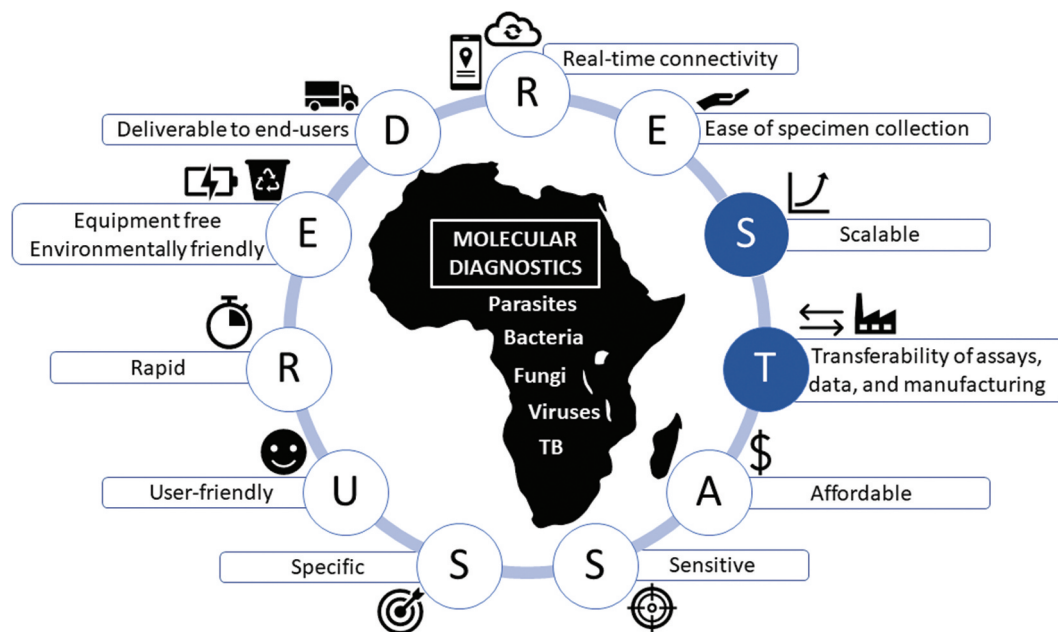 R
Real-time connectivity
E
Ease of specimen collection
S
Scalable
T
Transferability of assays,
data, and manufacturing
A
$
Affordable
S
Sensitive
S
Specific
U
User-friendly
R
Rapid
E
Equipment free
Environmentally friendly
D
Deliverable to end-users
MOLECULAR
DIAGNOSTICS
Parasites
Bacteria
Fungi
Viruses
TB